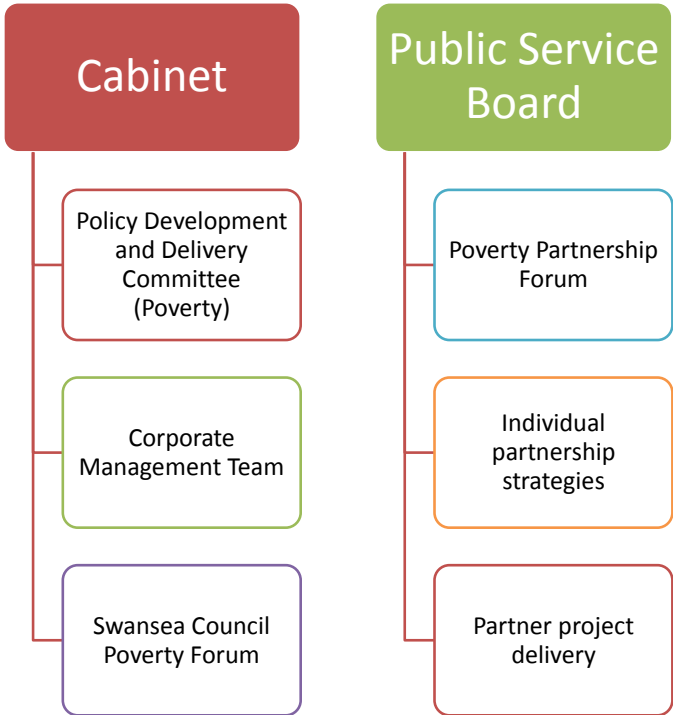 Cabinet
Policy Development
and Delivery
Committee
(Poverty)
Corporate
Management Team
Swansea Council
Poverty Forum
Public Service
Board
Poverty Partnership
Forum
Individual
partnership
strategies
Partner project
delivery